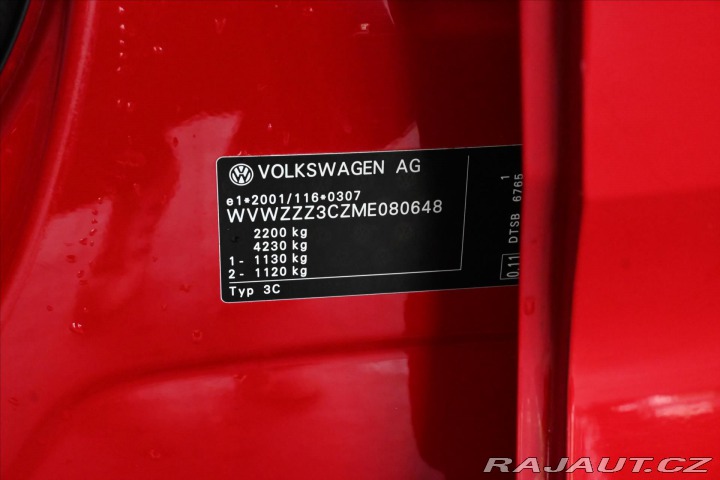 VOLKSWAGEN AG
e1*2001/116*0307
WVWZZZ3CZME080648
2200 kg
4230 kg
1 - 1130 kg
2 - 1120 kg
Typ 3C
0.11 DTSB 6765 1
RAJAUT.CZ